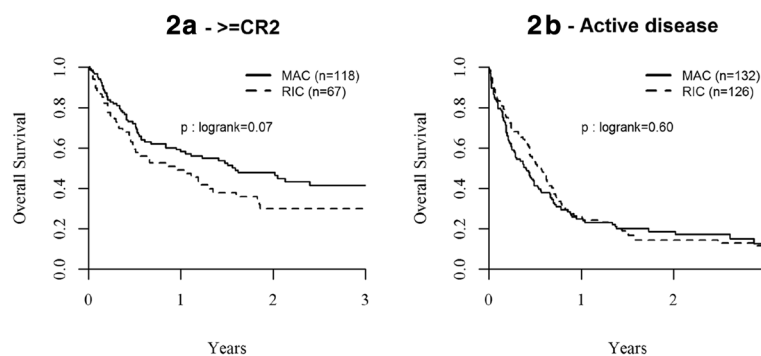 2a - >=CR2
Overall Survival
1.0
0.8
0.6
0.4
0.2
0.0
MAC (n=118)
RIC (n=67)
p : logrank=0.07
0 1 2 3
Years
2b - Active disease
Overall Survival
1.0
0.8
0.6
0.4
0.2
0.0
MAC (n=132)
RIC (n=126)
p : logrank=0.60
0 1 2
Years